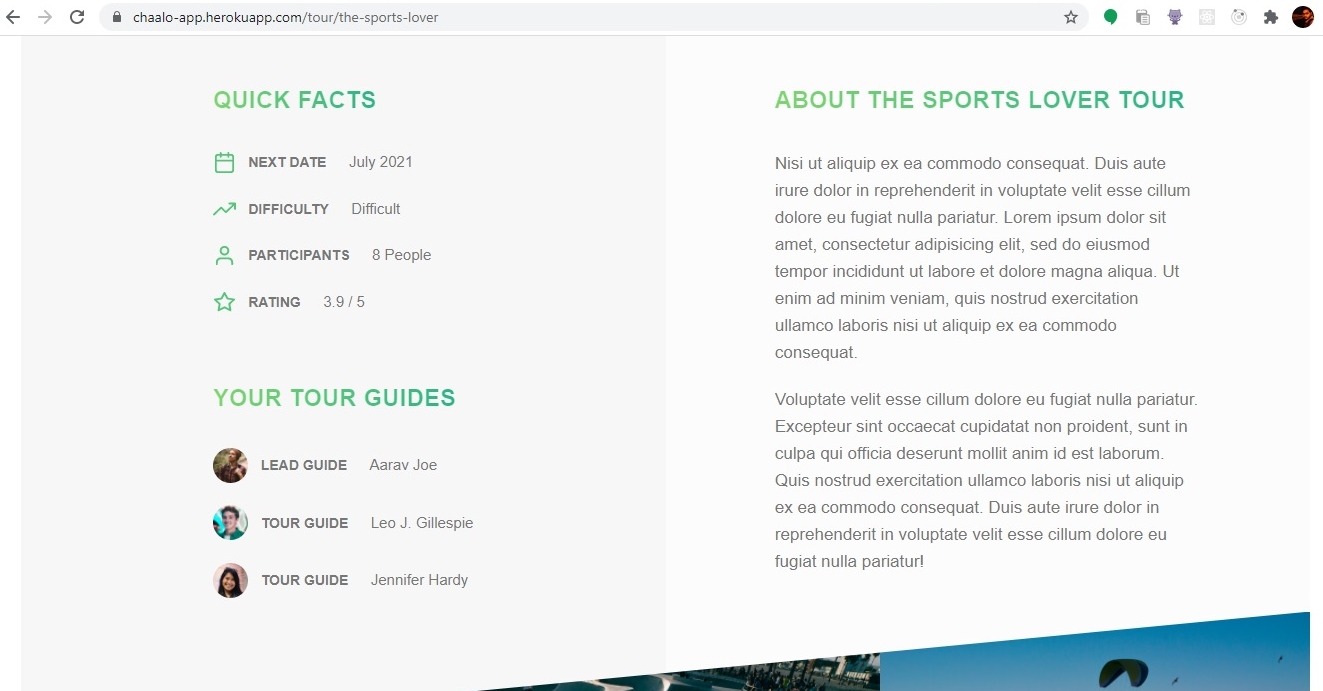 chaalo-app.herokuapp.com/tour/the-sports-lover
QUICK FACTS
NEXT DATE July 2021
DIFFICULTY Difficult
PARTICIPANTS 8 People
RATING 3.9 / 5
YOUR TOUR GUIDES
LEAD GUIDE Aarav Joe
TOUR GUIDE Leo J. Gillespie
TOUR GUIDE Jennifer Hardy
ABOUT THE SPORTS LOVER TOUR
Nisi ut aliquip ex ea commodo consequat. Duis aute
irure dolor in reprehenderit in voluptate velit esse cillum
dolore eu fugiat nulla pariatur. Lorem ipsum dolor sit
amet, consectetur adipisicing elit, sed do eiusmod
tempor incididunt ut labore et dolore magna aliqua. Ut
enim ad minim veniam, quis nostrud exercitation
ullamco laboris nisi ut aliquip ex ea commodo
consequat.
Voluptate velit esse cillum dolore eu fugiat nulla pariatur.
Excepteur sint occaecat cupidatat non proident, sunt in
culpa qui officia deserunt mollit anim id est laborum.
Quis nostrud exercitation ullamco laboris nisi ut aliquip
ex ea commodo consequat. Duis aute irure dolor in
reprehenderit in voluptate velit esse cillum dolore eu
fugiat nulla pariatur!